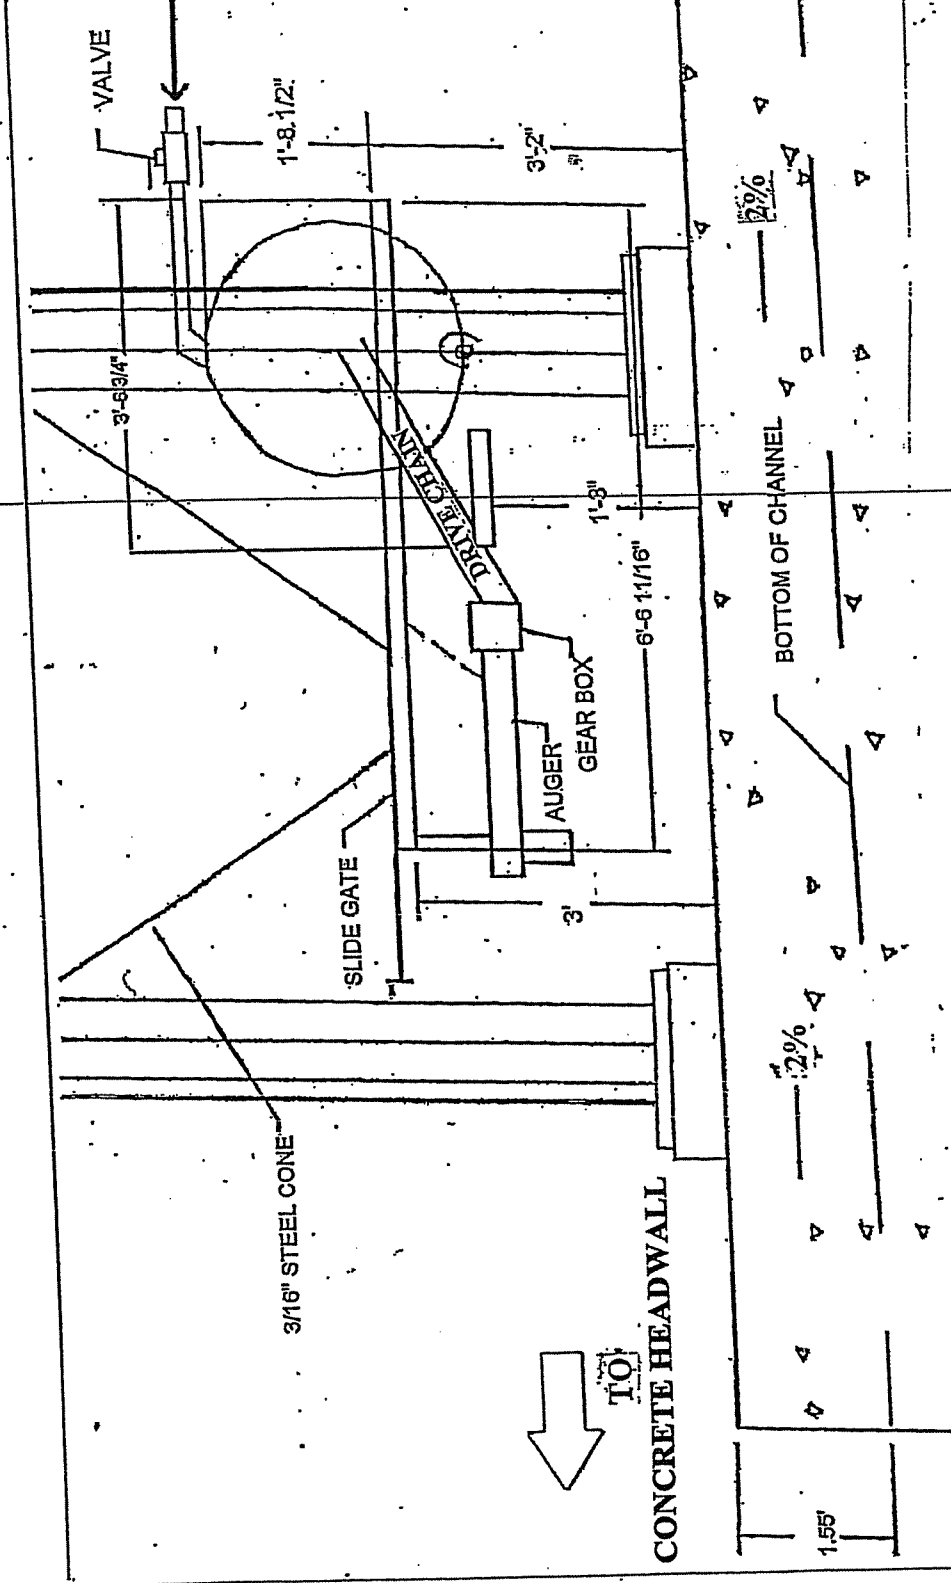 VALVE
1'-8.1/2"
3'-2"
2%
3'-6 3/4"
DRIVE CHAIN
1'-8"
6'-6 11/16"
BOTTOM OF CHANNEL
GEAR BOX
AUGER
SLIDE GATE
3'
2%
3/16" STEEL CONE
TO
CONCRETE HEADWALL
1.55'